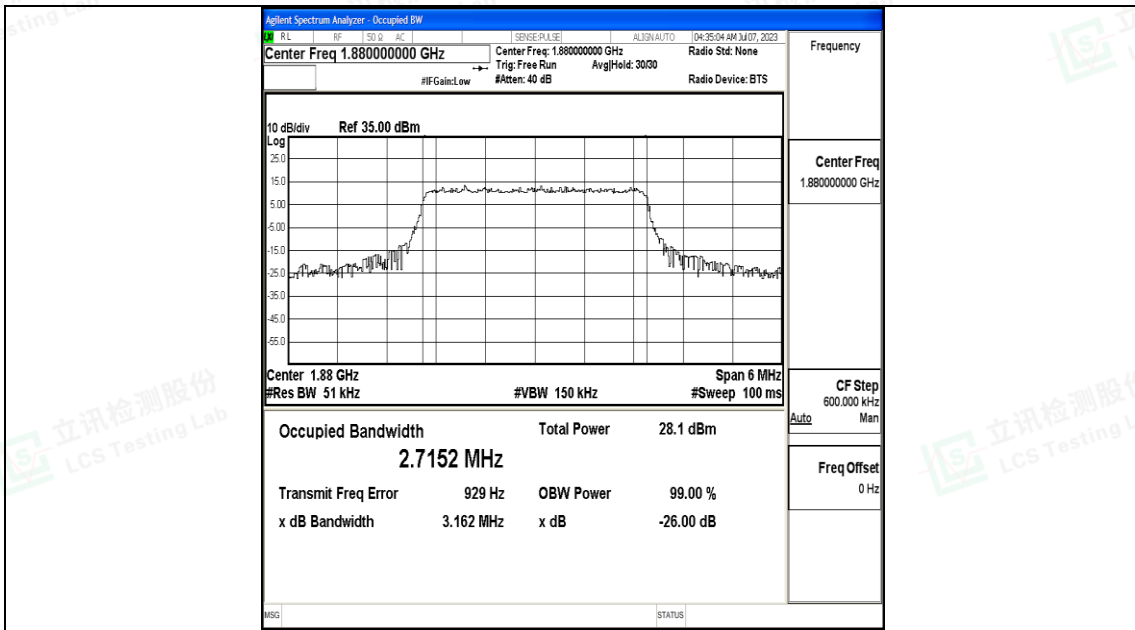 Agilent Spectrum Analyzer - Occupied BW
RL RF 50 Ω AC SENSE:PULSE ALIGN AUTO 04:35:04 AM Jul 07, 2023
Center Freq 1.880000000 GHz
Center Freq: 1.880000000 GHz
Radio Std: None
Trig: Free Run Avg|Hold: 30/30
#IFGain:Low
#Atten: 40 dB
Radio Device: BTS
10 dB/div Ref 35.00 dBm
Log
25.0
15.0
5.00
-5.00
-15.0
-25.0
-35.0
-45.0
-55.0
Center 1.88 GHz
Span 6 MHz
#Res BW 51 kHz
#VBW 150 kHz
#Sweep 100 ms
Occupied Bandwidth
2.7152 MHz
Total Power 28.1 dBm
Transmit Freq Error 929 Hz
OBW Power 99.00 %
x dB Bandwidth 3.162 MHz
x dB -26.00 dB
MSG
STATUS
Frequency
Center Freq
1.880000000 GHz
CF Step
600.000 kHz
Auto Man
Freq Offset
0 Hz
立讯检测股份
LCS Testing Lab
立讯检测股份
LCS Testing L